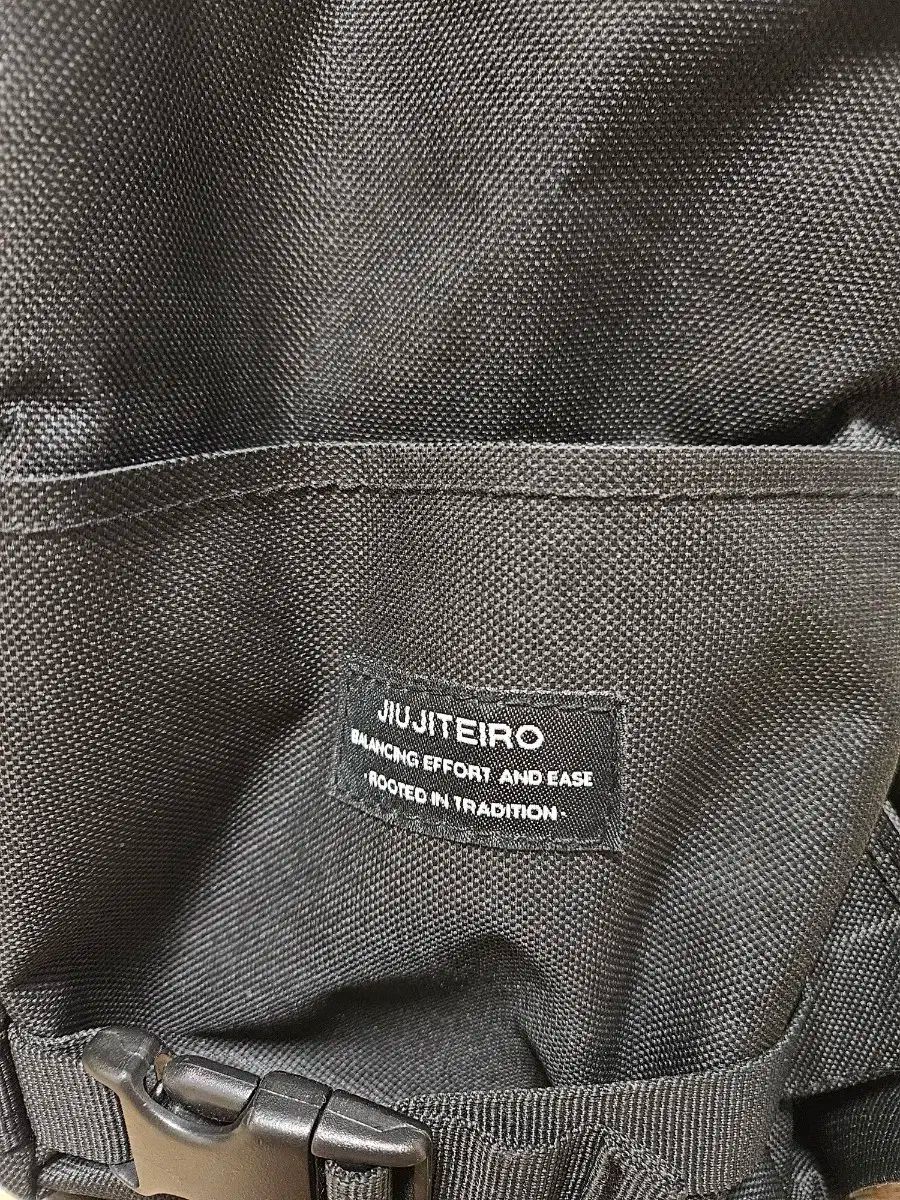 JIUJITEIRO
BALANCING EFFORT AND EASE
·ROOTED IN TRADITION·